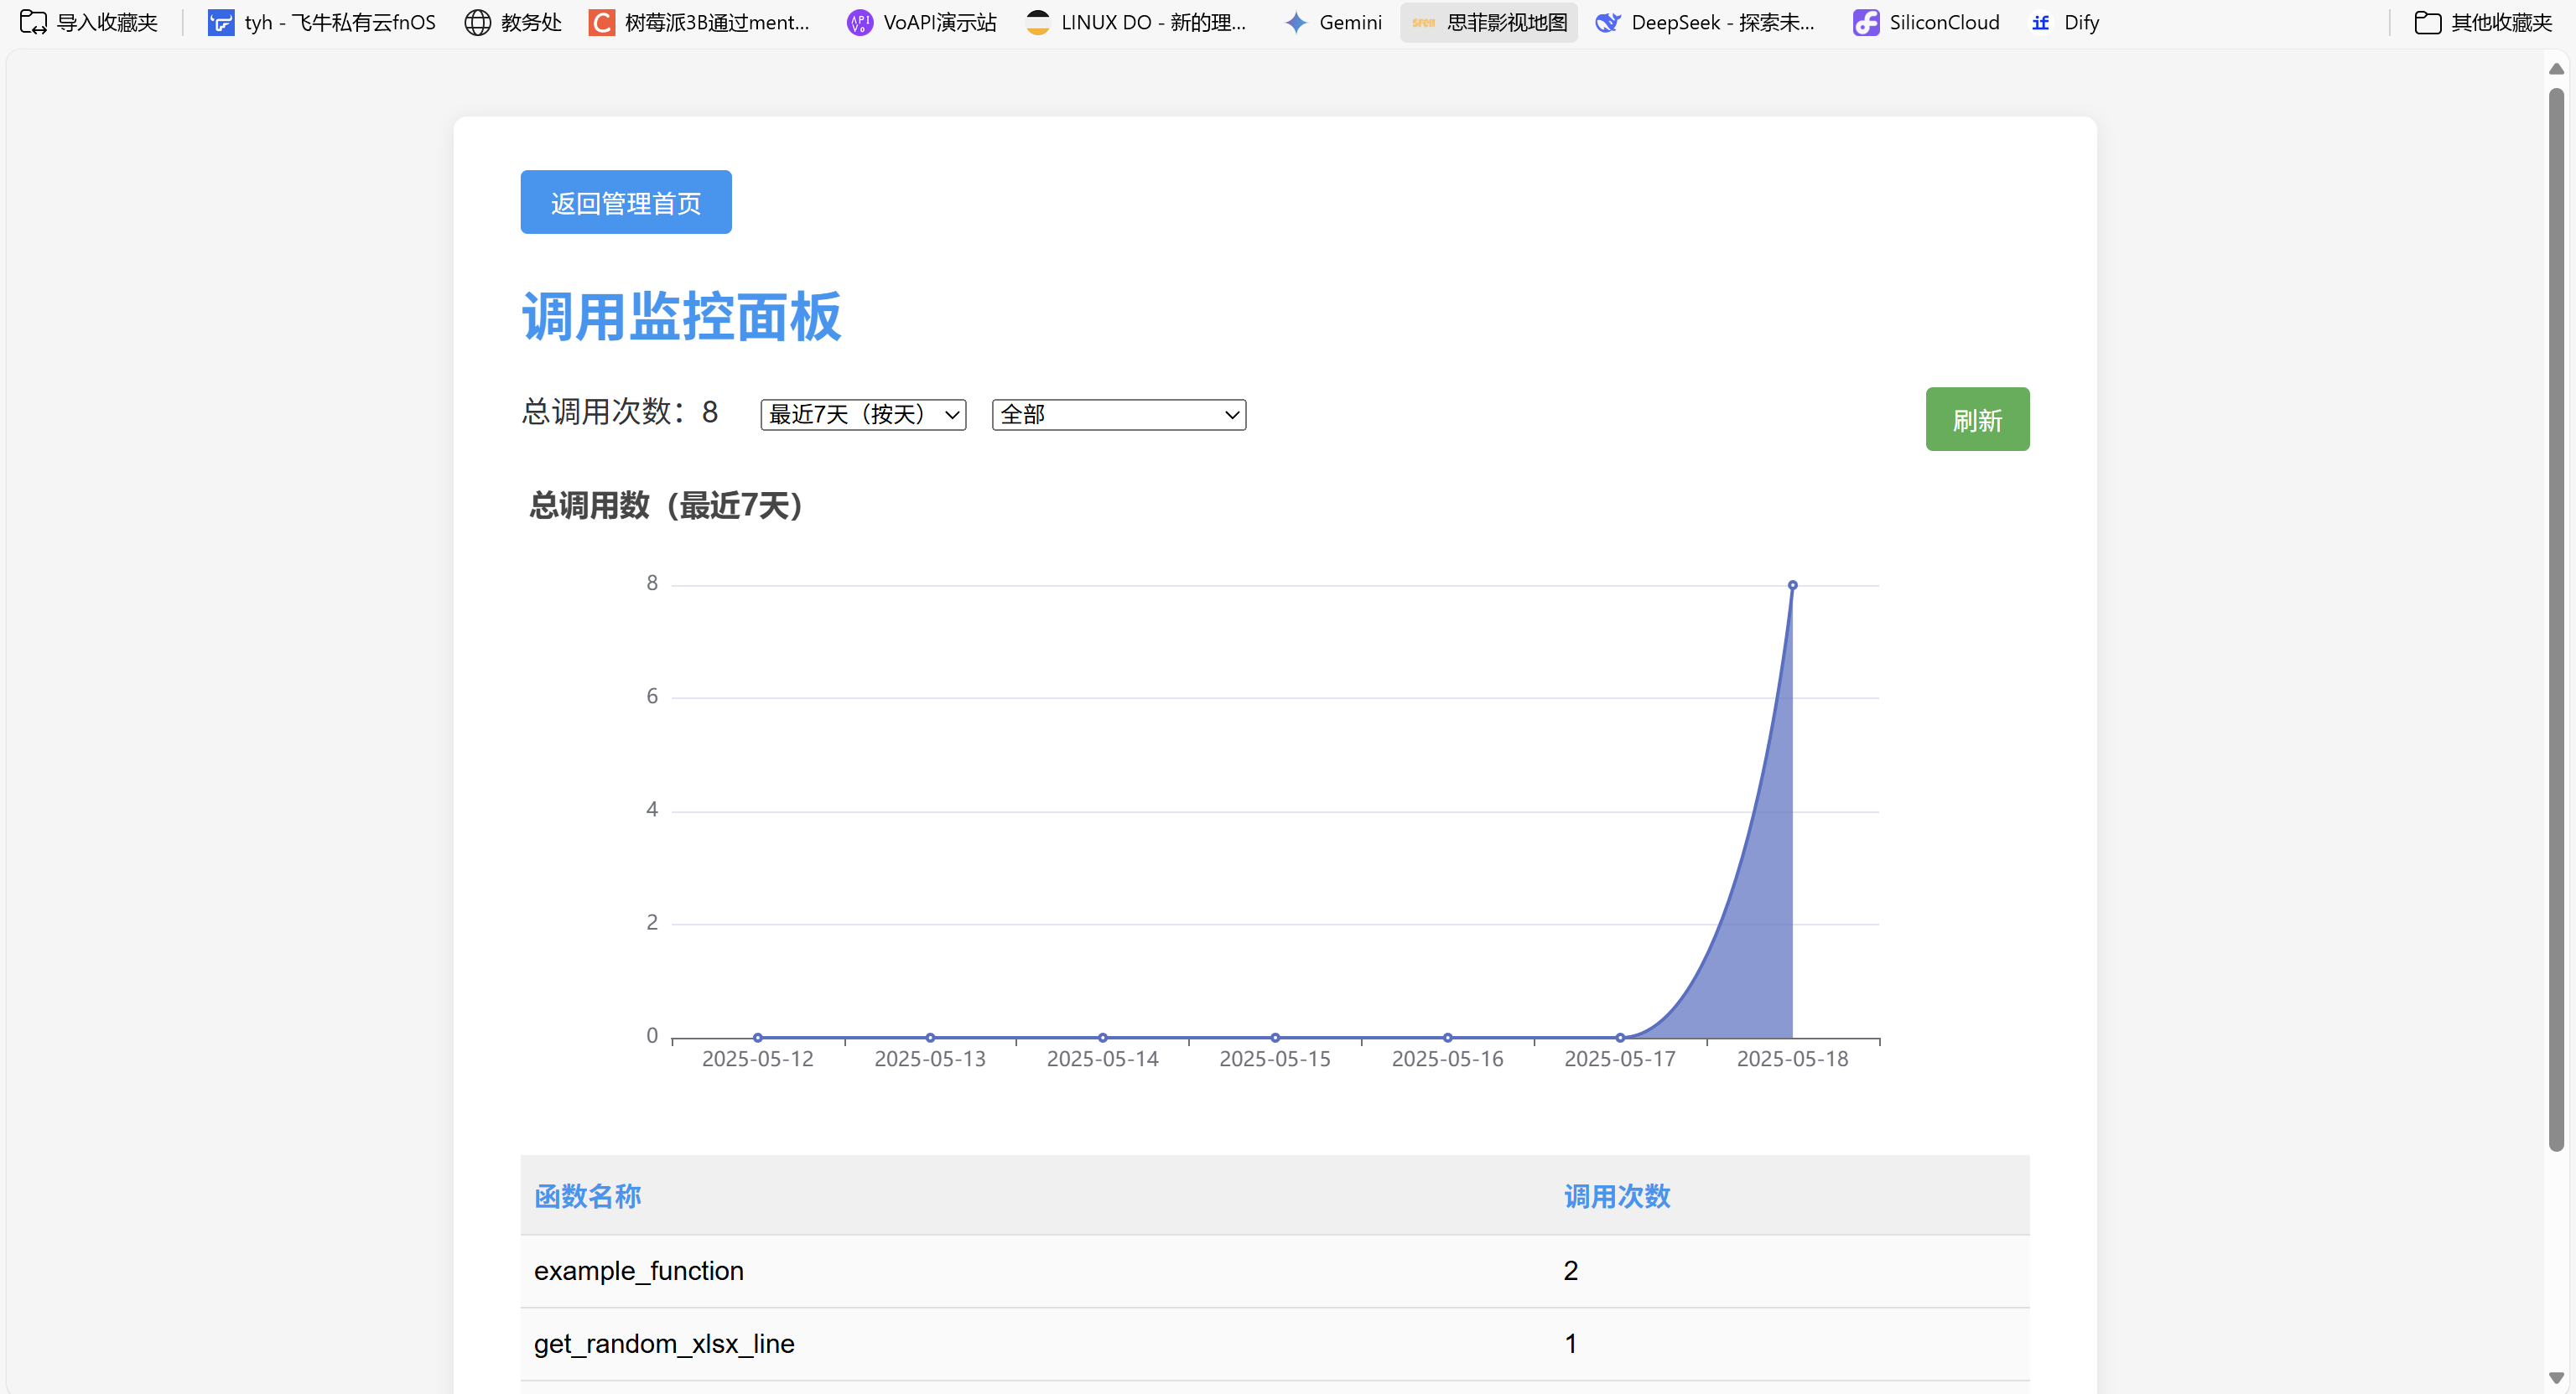 导入收藏夹
tyh - 飞牛私有云fnOS
教务处
树莓派3B通过ment...
VoAPI演示站
LINUX DO - 新的理...
Gemini
思菲影视地图
DeepSeek - 探索未...
SiliconCloud
Dify
其他收藏夹
返回管理首页
调用监控面板
总调用次数：8
最近7天（按天）
全部
刷新
总调用数（最近7天）
8
6
4
2
0
2025-05-12
2025-05-13
2025-05-14
2025-05-15
2025-05-16
2025-05-17
2025-05-18
函数名称 调用次数
example_function 2
get_random_xlsx_line 1